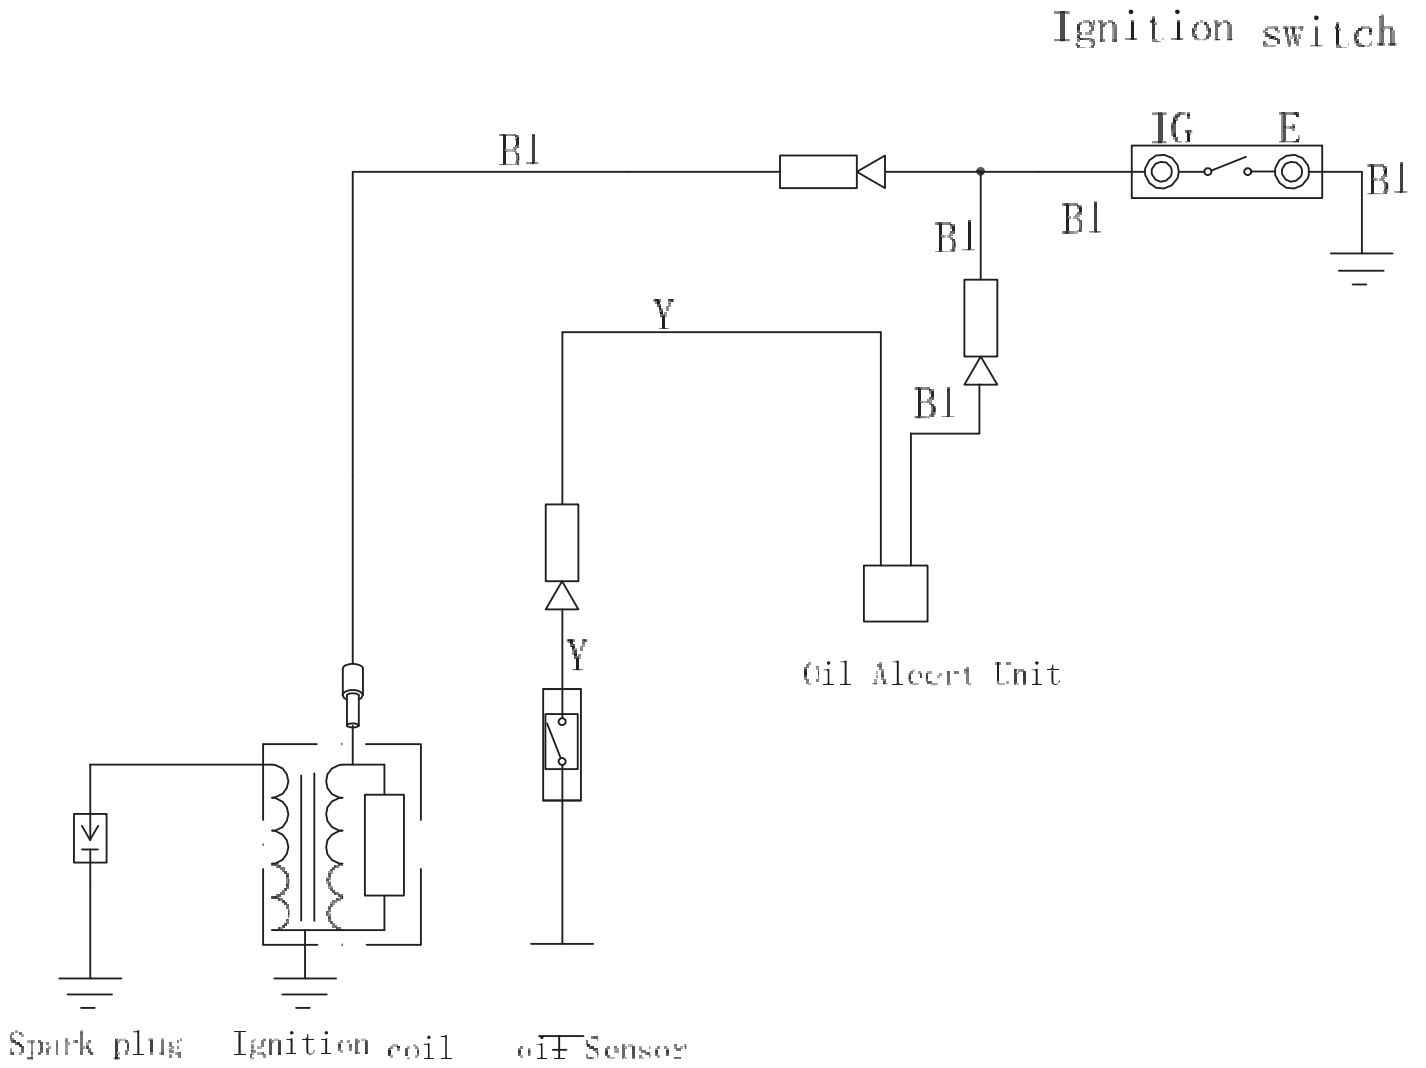 Ignition switch
IG E
Bl
Bl
Bl
Bl
Y
Bl
Y
Oil Aleert Unit
Spark plug Ignition coil oil Sensor